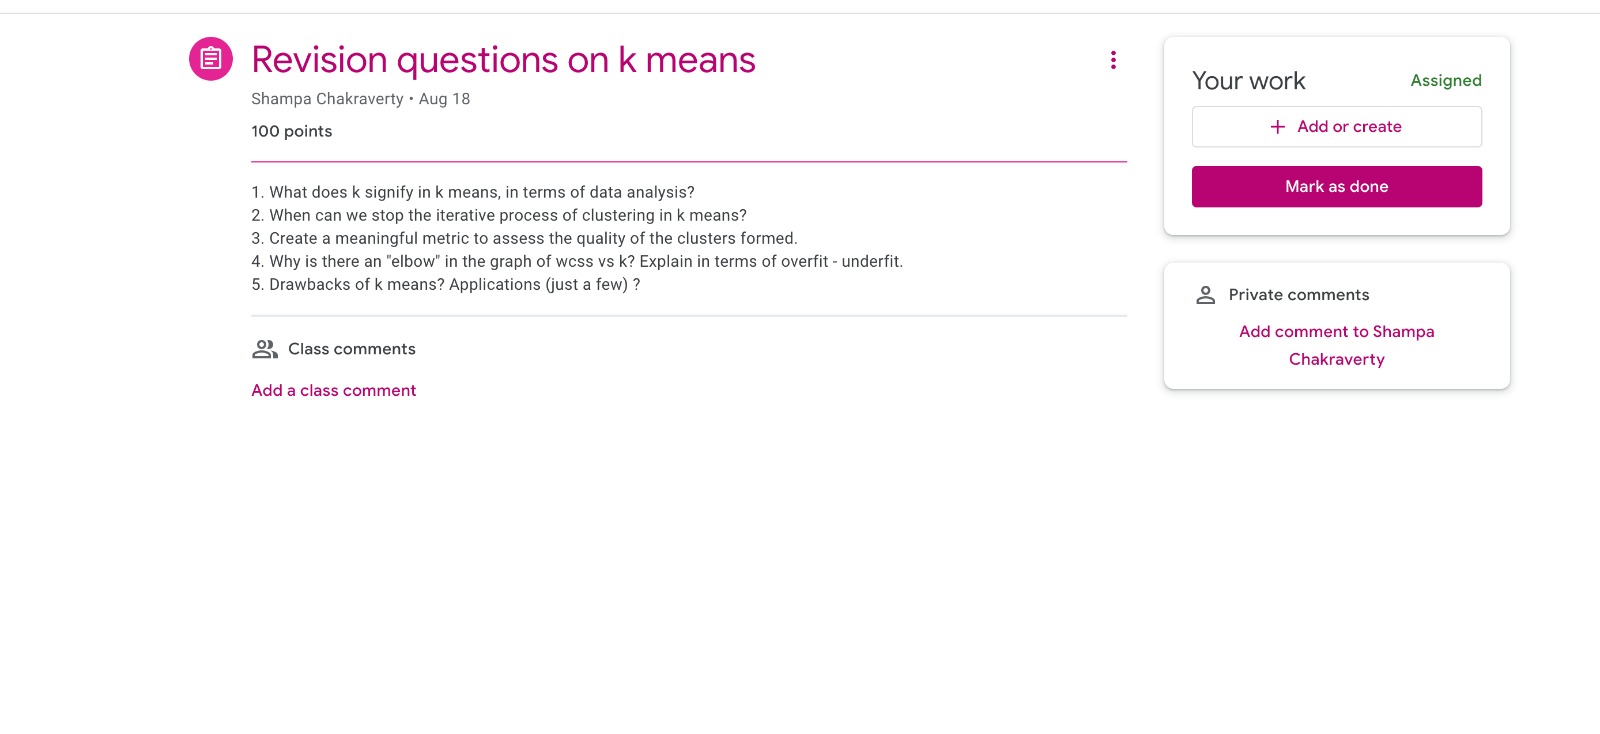 Revision questions on k means
Shampa Chakraverty • Aug 18
100 points
1. What does k signify in k means, in terms of data analysis?
2. When can we stop the iterative process of clustering in k means?
3. Create a meaningful metric to assess the quality of the clusters formed.
4. Why is there an "elbow" in the graph of wcss vs k? Explain in terms of overfit - underfit.
5. Drawbacks of k means? Applications (just a few) ?
Class comments
Add a class comment
Your work
Assigned
+ Add or create
Mark as done
Private comments
Add comment to Shampa
Chakraverty